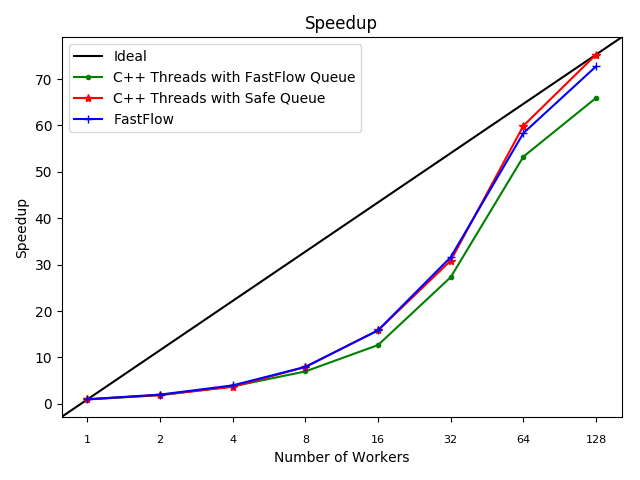 Speedup
Ideal
C++ Threads with FastFlow Queue
C++ Threads with Safe Queue
FastFlow
Speedup
70
60
50
40
30
20
10
0
1 2 4 8 16 32 64 128
Number of Workers